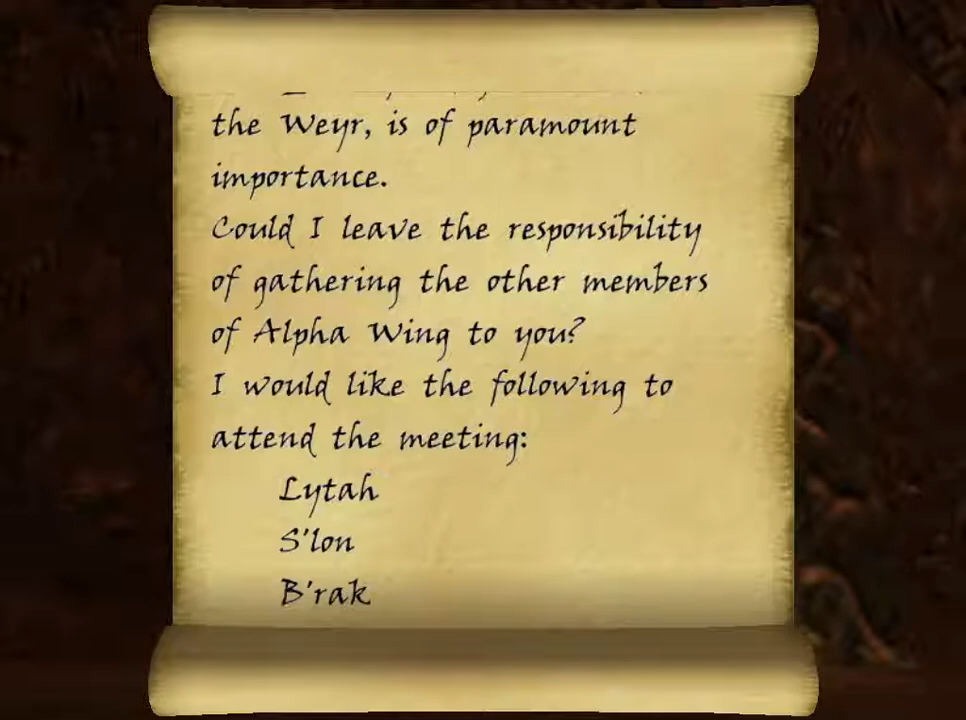 the Weyr, is of paramount
importance.
Could I leave the responsibility
of gathering the other members
of Alpha Wing to you?
I would like the following to
attend the meeting:
Lytah
S'lon
B'rak